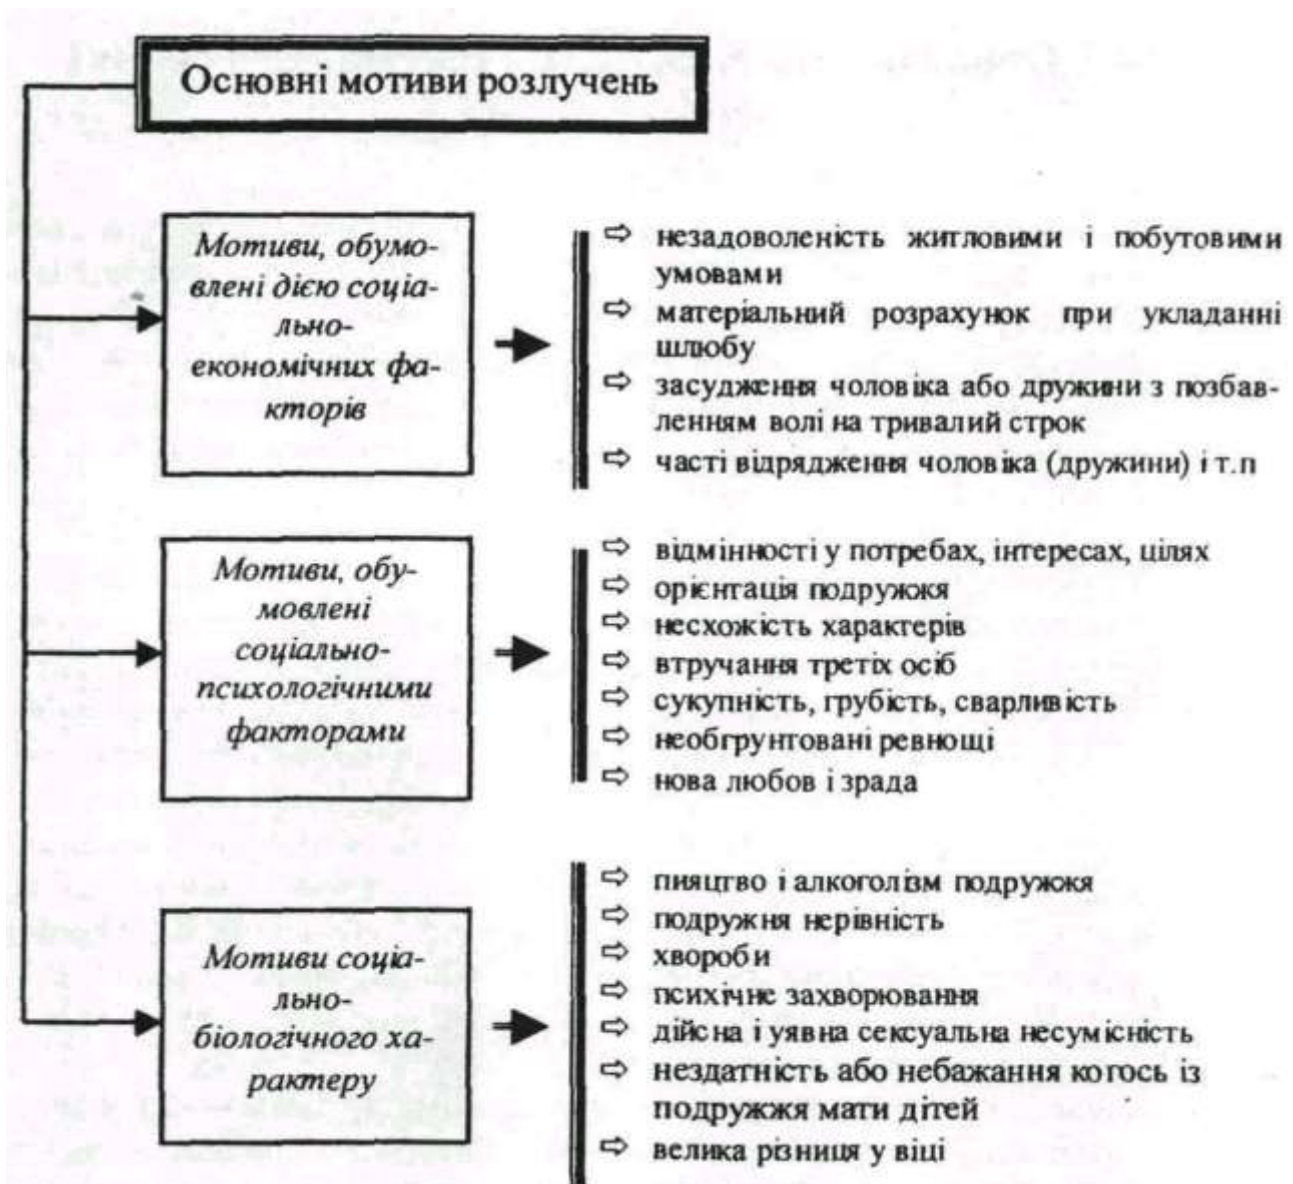 Основні мотиви розлучень
Мотиви, обумо-
влені дією соціа-
льно-
економічних фа-
кторів
⇨ незадоволеність житловими і побутовими
умовами
⇨ матеріальний розрахунок при укладанні
шлюбу
⇨ засудження чоловіка або дружини з позбав-
ленням волі на тривалий строк
⇨ часті відрядження чоловіка (дружини) і т.п
Мотиви, обу-
мовлені
соціально-
психологічними
факторами
⇨ відмінності у потребах, інтересах, цілях
⇨ орієнтація подружжя
⇨ несхожість характерів
⇨ втручання третіх осіб
⇨ сукупність, грубість, сварливість
⇨ необгрунтовані ревнощі
⇨ нова любов і зрада
Мотиви соціа-
льно-
біологічного ха-
рактеру
⇨ пияцтво і алкоголізм подружжя
⇨ подружня нерівність
⇨ хвороби
⇨ психічне захворювання
⇨ дійсна і уявна сексуальна несумісність
⇨ нездатність або небажання когось із
подружжя мати дітей
⇨ велика різниця у віці